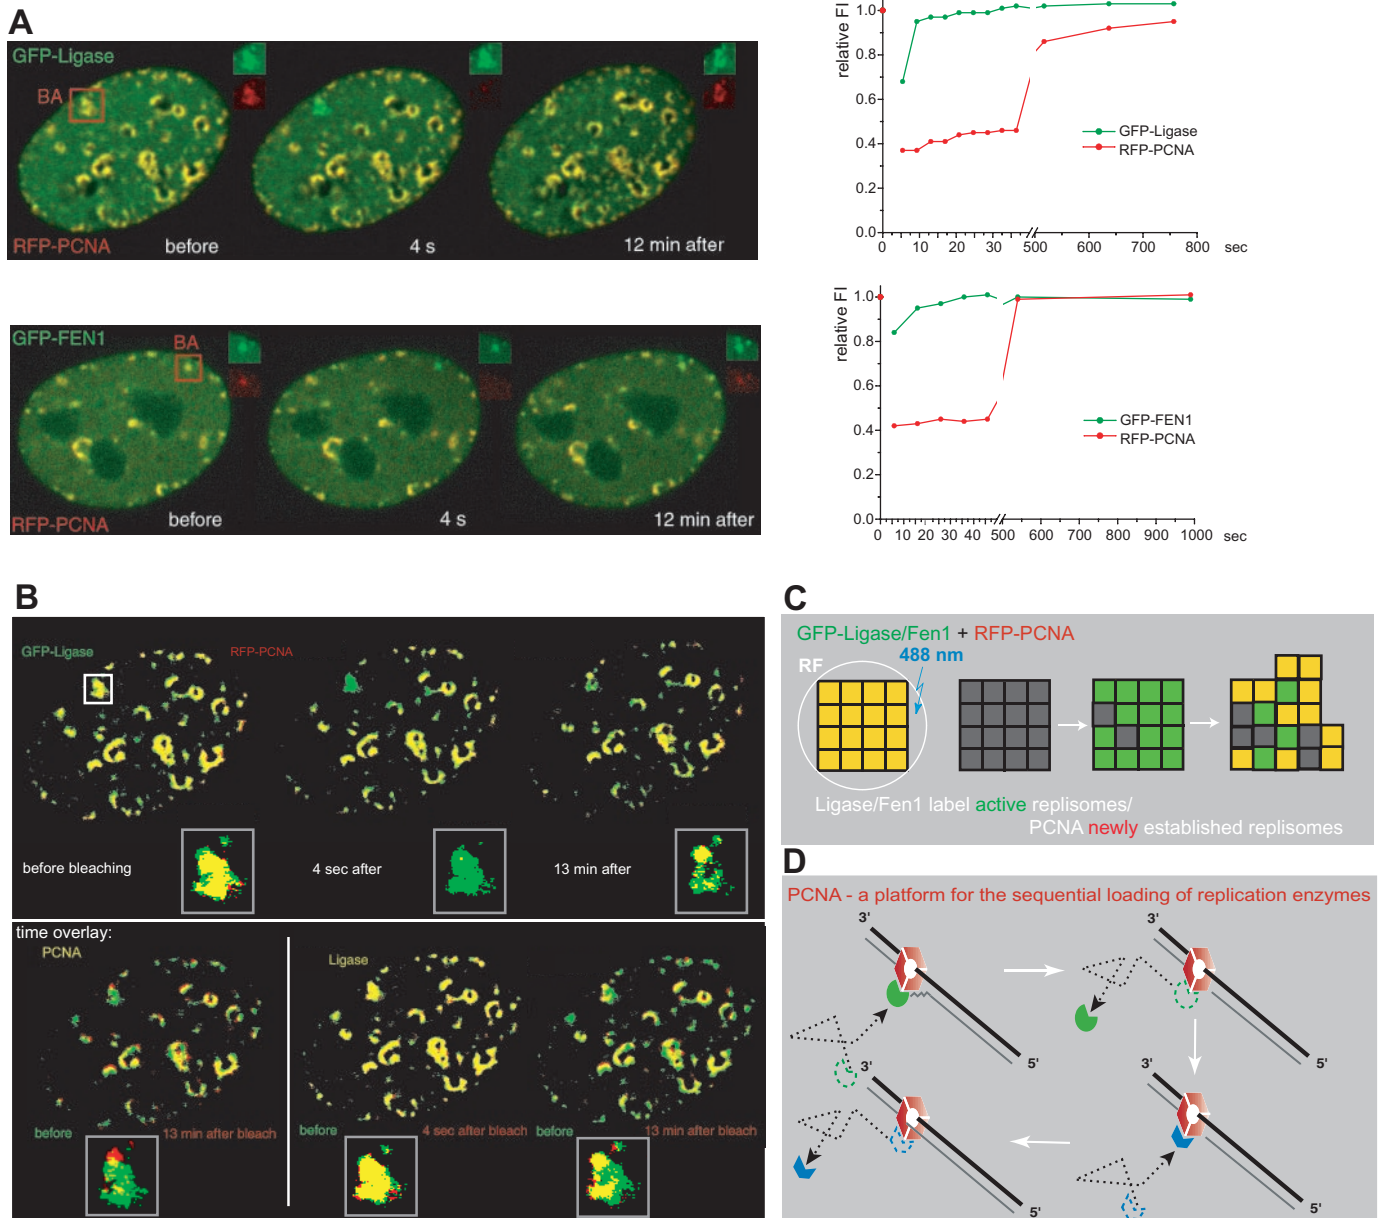 A
GFP-Ligase
BA
RFP-PCNA
before
4 s
12 min after
relative FI
1.0
0.8
0.6
0.4
0.2
0.0
GFP-Ligase
RFP-PCNA
0 10 20 30 40 500 600 700 800 sec
GFP-FEN1
BA
RFP-PCNA
before
4 s
12 min after
relative FI
1.0
0.8
0.6
0.4
0.2
0.0
GFP-FEN1
RFP-PCNA
0 10 20 30 40 500 600 700 800 900 1000 sec
B
GFP-Ligase
RFP-PCNA
before bleaching
4 sec after
13 min after
time overlay:
PCNA
Ligase
before
13 min after bleach
before
4 sec after bleach
before
13 min after bleach
C
GFP-Ligase/Fen1 + RFP-PCNA
RF
488 nm
Ligase/Fen1 label active replisomes/
PCNA newly established replisomes
D
PCNA - a platform for the sequential loading of replication enzymes
3'
5'
3'
5'
3'
5'
3'
5'